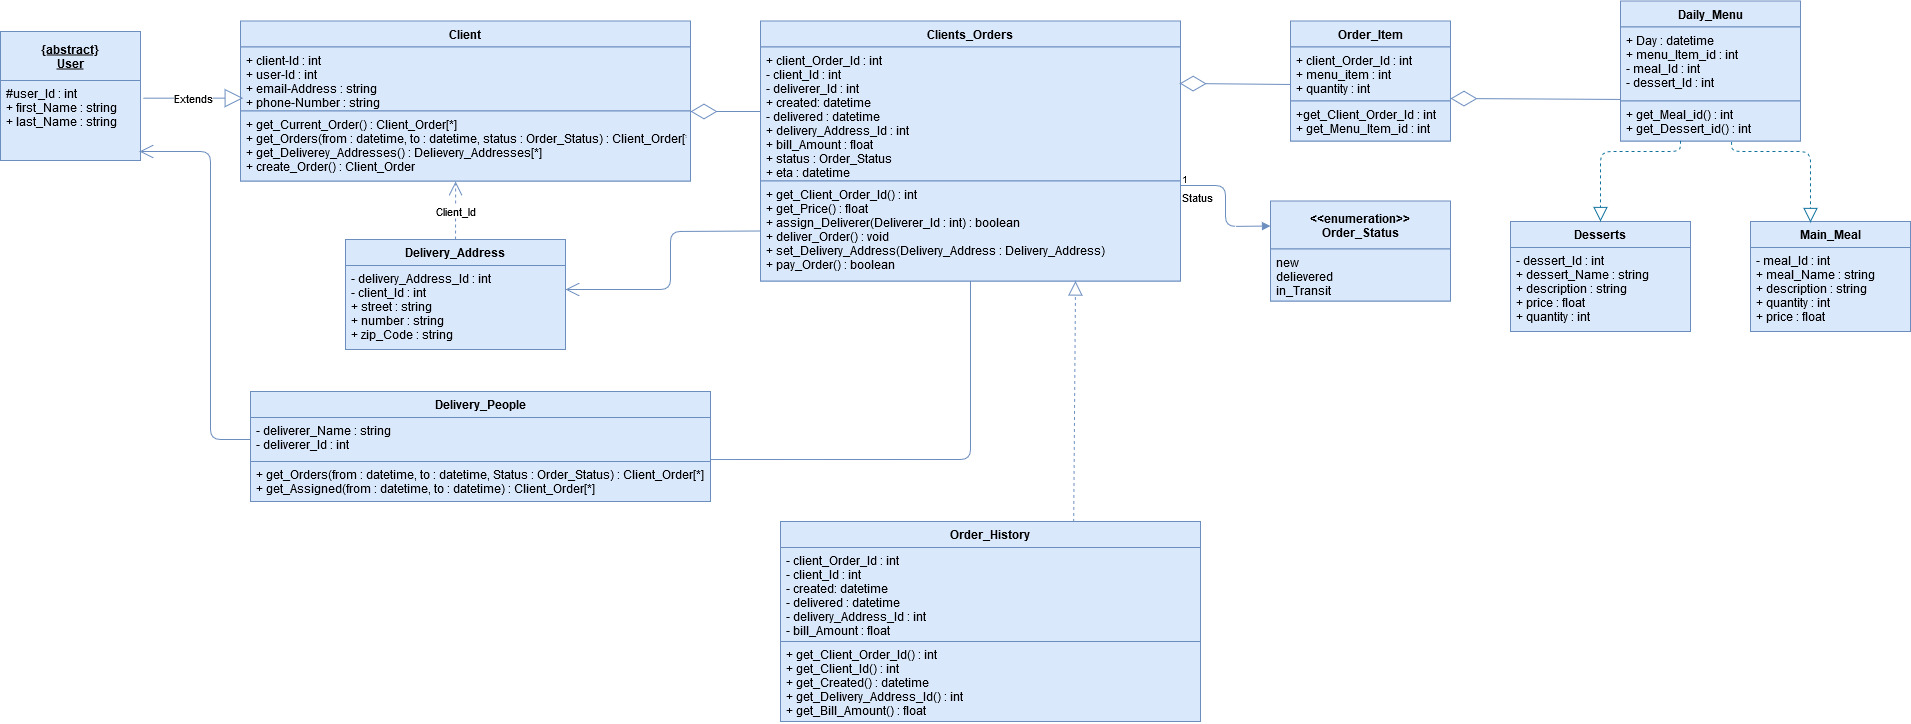 {abstract}
User
#user_Id : int
+ first_Name : string
+ last_Name : string
Extends
Client
+ client-Id : int
+ user-Id : int
+ email-Address : string
+ phone-Number : string
+ get_Current_Order() : Client_Order[*]
+ get_Orders(from : datetime, to : datetime, status : Order_Status) : Client_Order[*
+ get_Deliverey_Addresses() : Delievery_Addresses[*]
+ create_Order() : Client_Order
Client_Id
Delivery_Address
- delivery_Address_Id : int
- client_Id : int
+ street : string
+ number : string
+ zip_Code : string
Delivery_People
- deliverer_Name : string
- deliverer_Id : int
+ get_Orders(from : datetime, to : datetime, Status : Order_Status) : Client_Order[*]
+ get_Assigned(from : datetime, to : datetime) : Client_Order[*]
Clients_Orders
+ client_Order_Id : int
- client_Id : int
- deliverer_Id : int
+ created: datetime
- delivered : datetime
+ delivery_Address_Id : int
+ bill_Amount : float
+ status : Order_Status
+ eta : datetime
+ get_Client_Order_Id() : int
+ get_Price() : float
+ assign_Deliverer(Deliverer_Id : int) : boolean
+ deliver_Order() : void
+ set_Delivery_Address(Delivery_Address : Delivery_Address)
+ pay_Order() : boolean
1
Status
<<enumeration>>
Order_Status
new
delievered
in_Transit
Order_Item
+ client_Order_Id : int
+ menu_item : int
+ quantity : int
+get_Client_Order_Id : int
+ get_Menu_Item_id : int
Daily_Menu
+ Day : datetime
+ menu_Item_id : int
- meal_Id : int
- dessert_Id : int
+ get_Meal_id() : int
+ get_Dessert_id() : int
Desserts
- dessert_Id : int
+ dessert_Name : string
+ description : string
+ price : float
+ quantity : int
Main_Meal
- meal_Id : int
+ meal_Name : string
+ description : string
+ quantity : int
+ price : float
Order_History
- client_Order_Id : int
- client_Id : int
- created: datetime
- delivered : datetime
- delivery_Address_Id : int
- bill_Amount : float
+ get_Client_Order_Id() : int
+ get_Client_Id() : int
+ get_Created() : datetime
+ get_Delivery_Address_Id() : int
+ get_Bill_Amount() : float